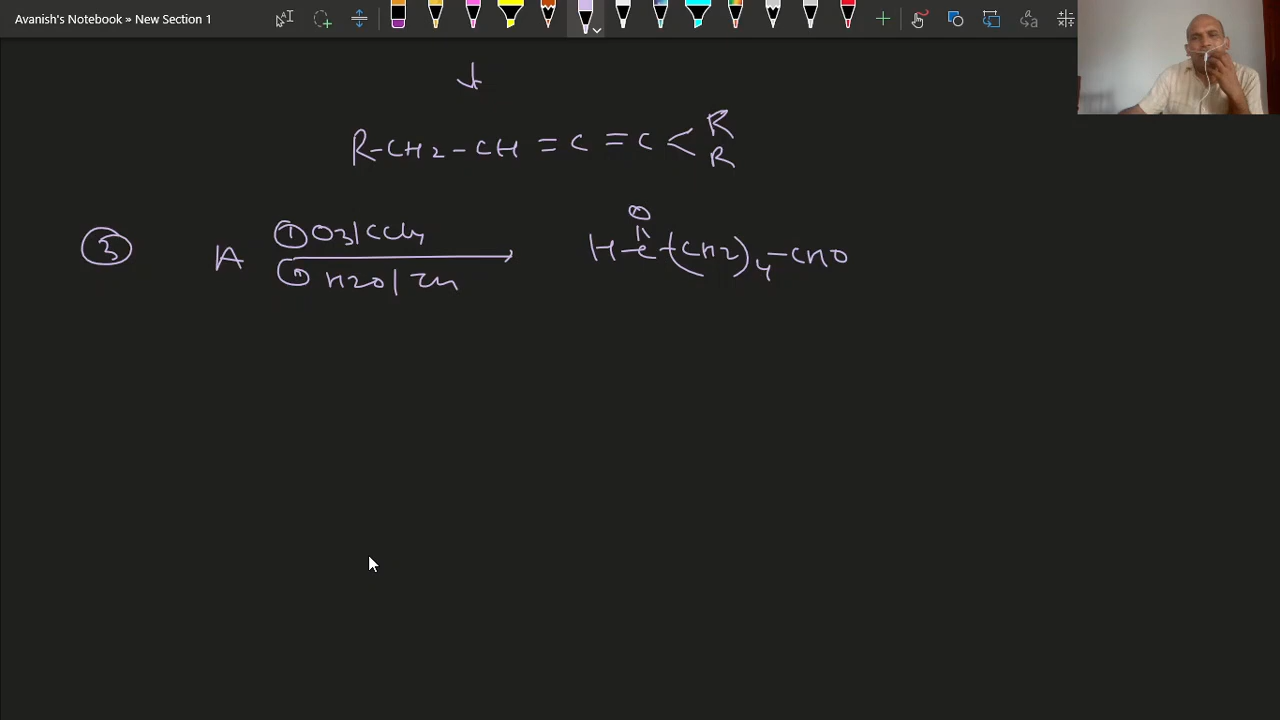 Avanish's Notebook » New Section 1
R-CH2-CH=C=C<R
R
③ A ① O3/CCl4 H-C-(CH2)4-CHO
O
② H2O/Zn